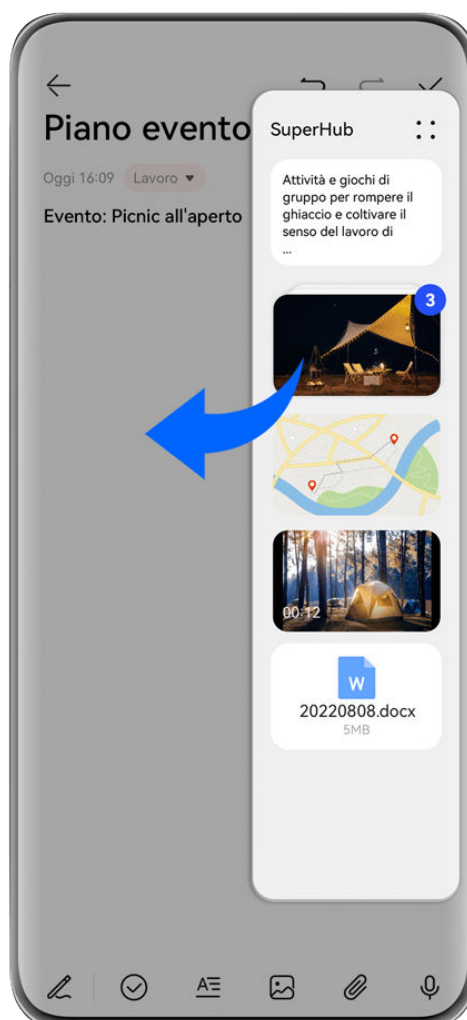 Piano evento
Oggi 16:09 Lavoro
Evento: Picnic all'aperto
SuperHub
Attività e giochi di
gruppo per rompere il
ghiaccio e coltivare il
senso del lavoro di
...
3
00:12
W
20220808.docx
5MB
A